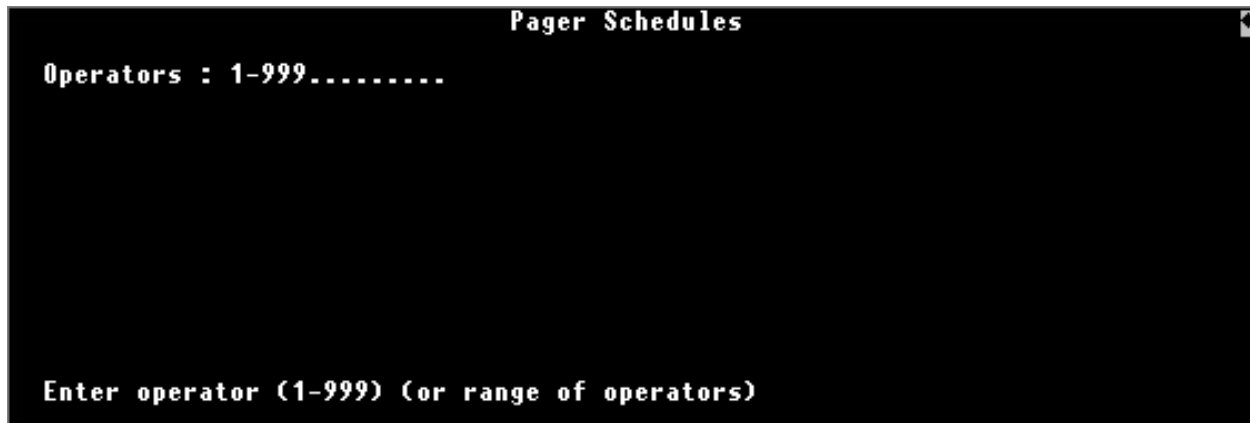 Pager Schedules
Operators : 1-999.........
Enter operator (1-999) (or range of operators)